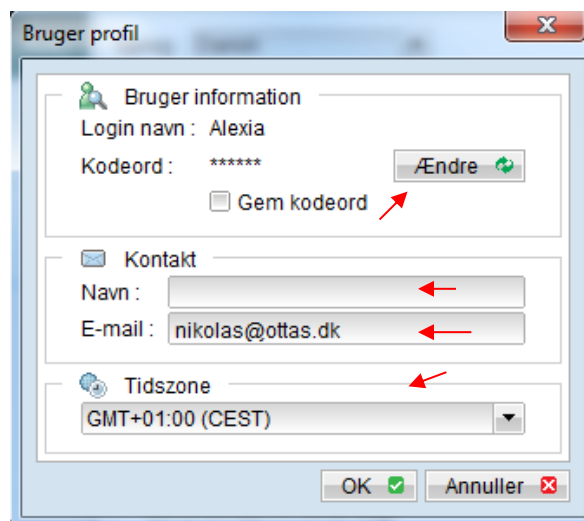 Bruger profil
Bruger information
Login navn : Alexia
Kodeord : ****** Ændre
Gem kodeord
Kontakt
Navn :
E-mail : nikolas@ottas.dk
Tidszone
GMT+01:00 (CEST)
OK Annuller